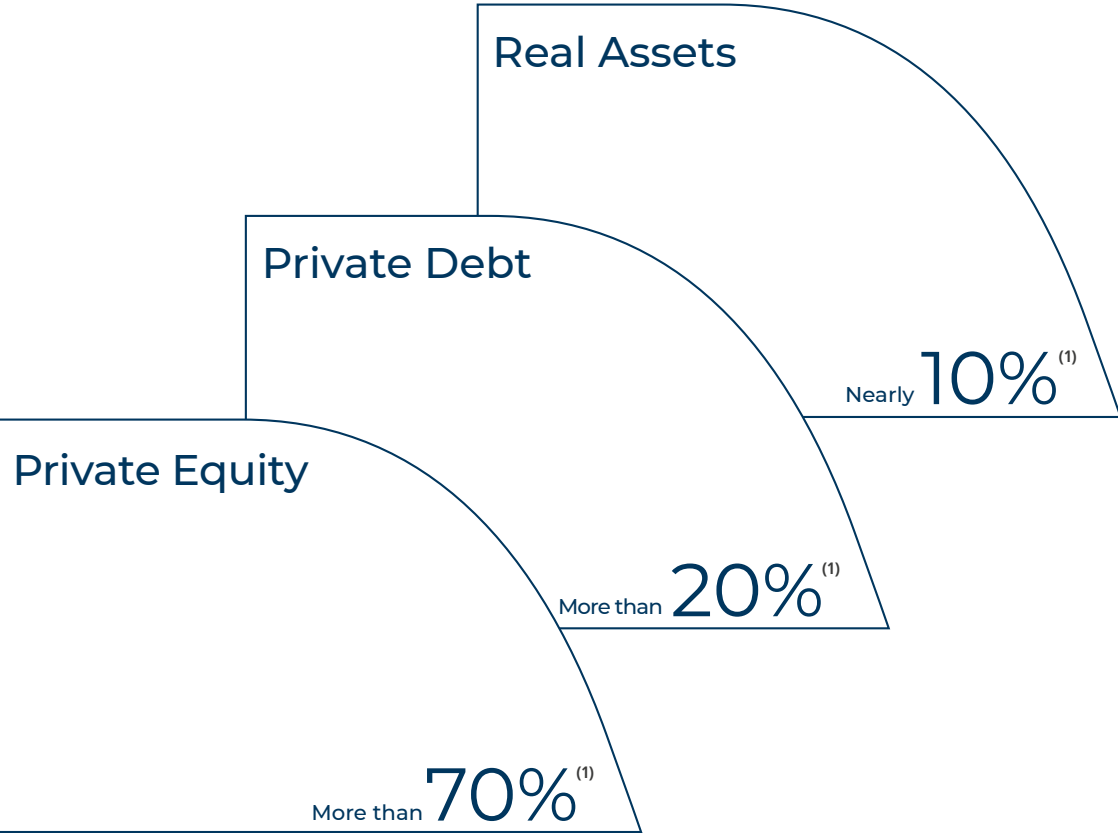 Real Assets
Nearly 10%(1)
Private Debt
More than 20%(1)
Private Equity
More than 70%(1)